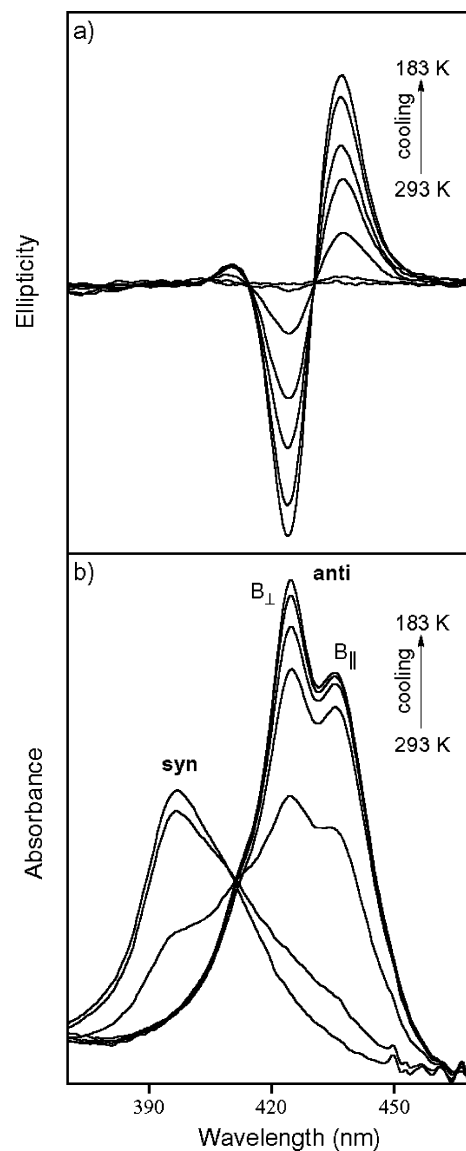 a)
183 K
cooling
293 K
Ellipticity
b)
anti
B⊥
B||
183 K
cooling
293 K
syn
Absorbance
390 420 450
Wavelength (nm)